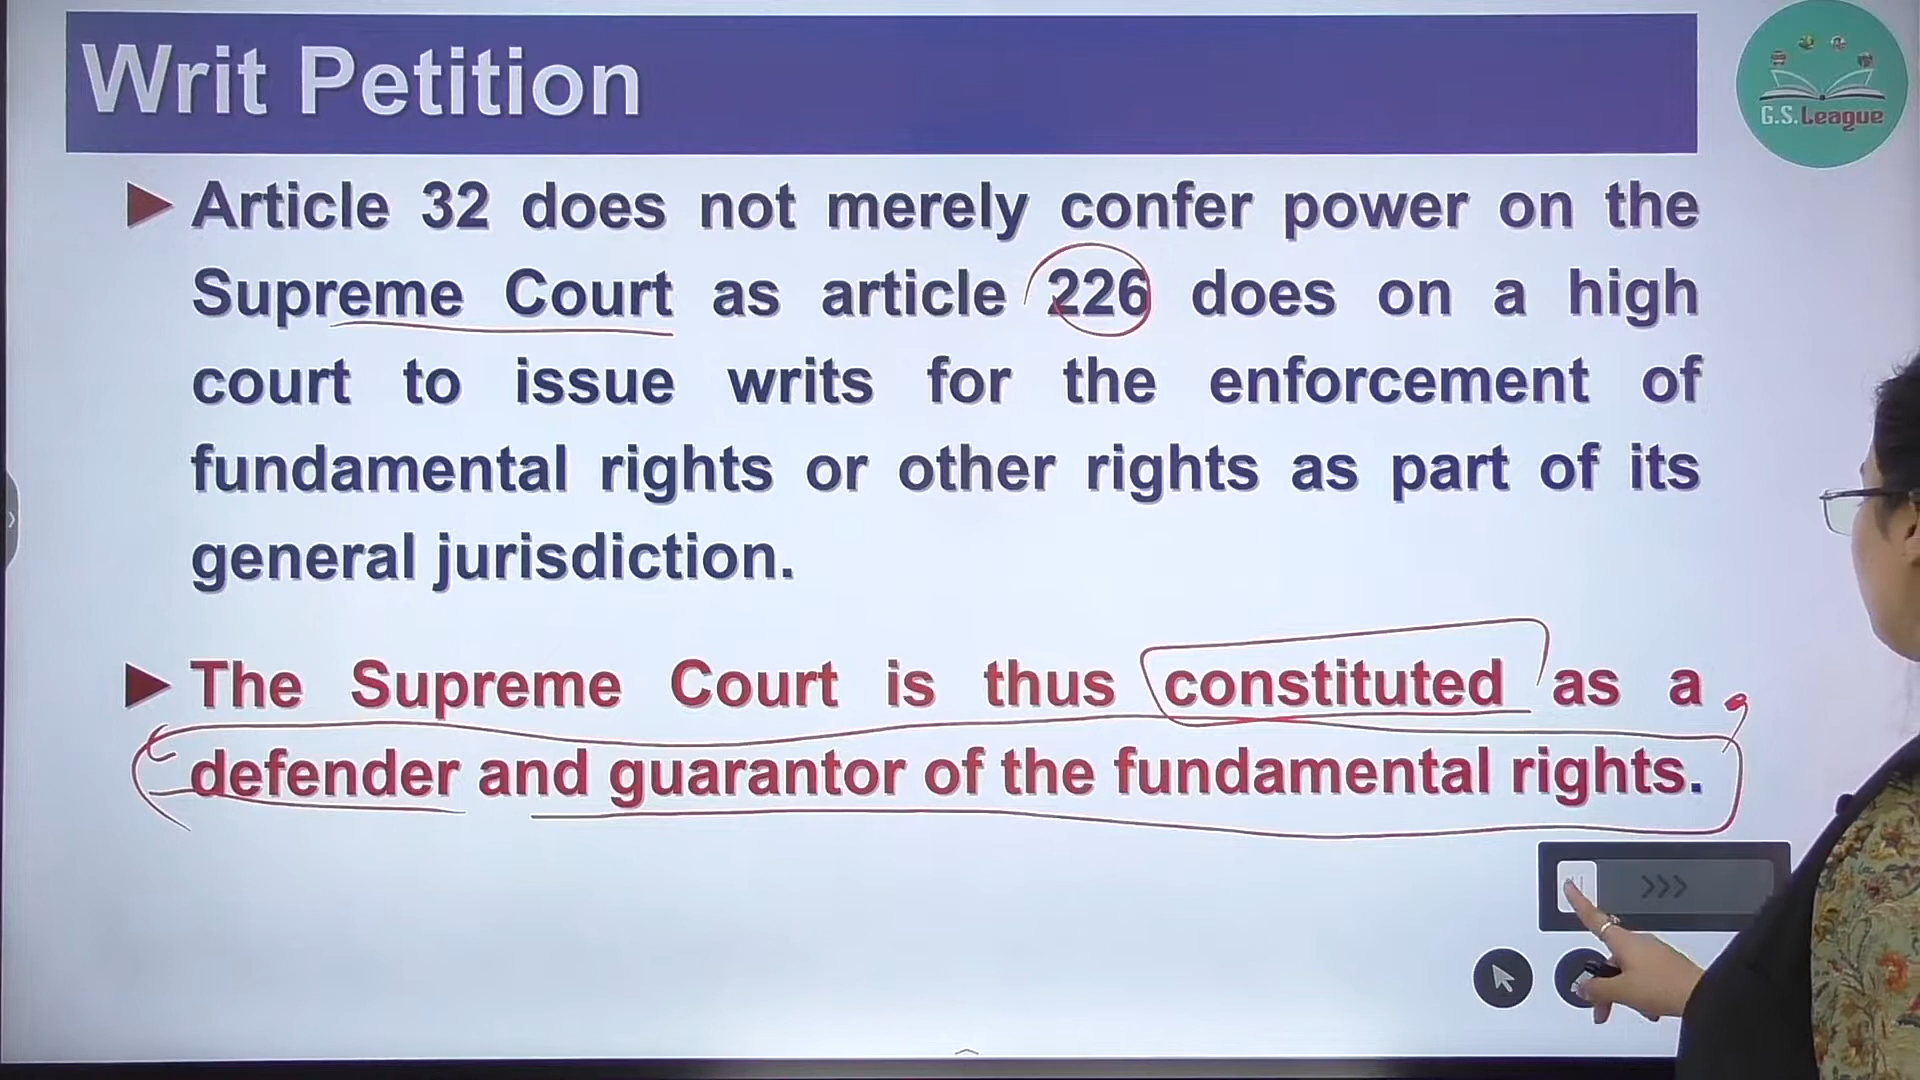 Writ Petition
G.S.League
Article 32 does not merely confer power on the
Supreme Court as article 226 does on a high
court to issue writs for the enforcement of
fundamental rights or other rights as part of its
general jurisdiction.
The Supreme Court is thus constituted as a
defender and guarantor of the fundamental rights.